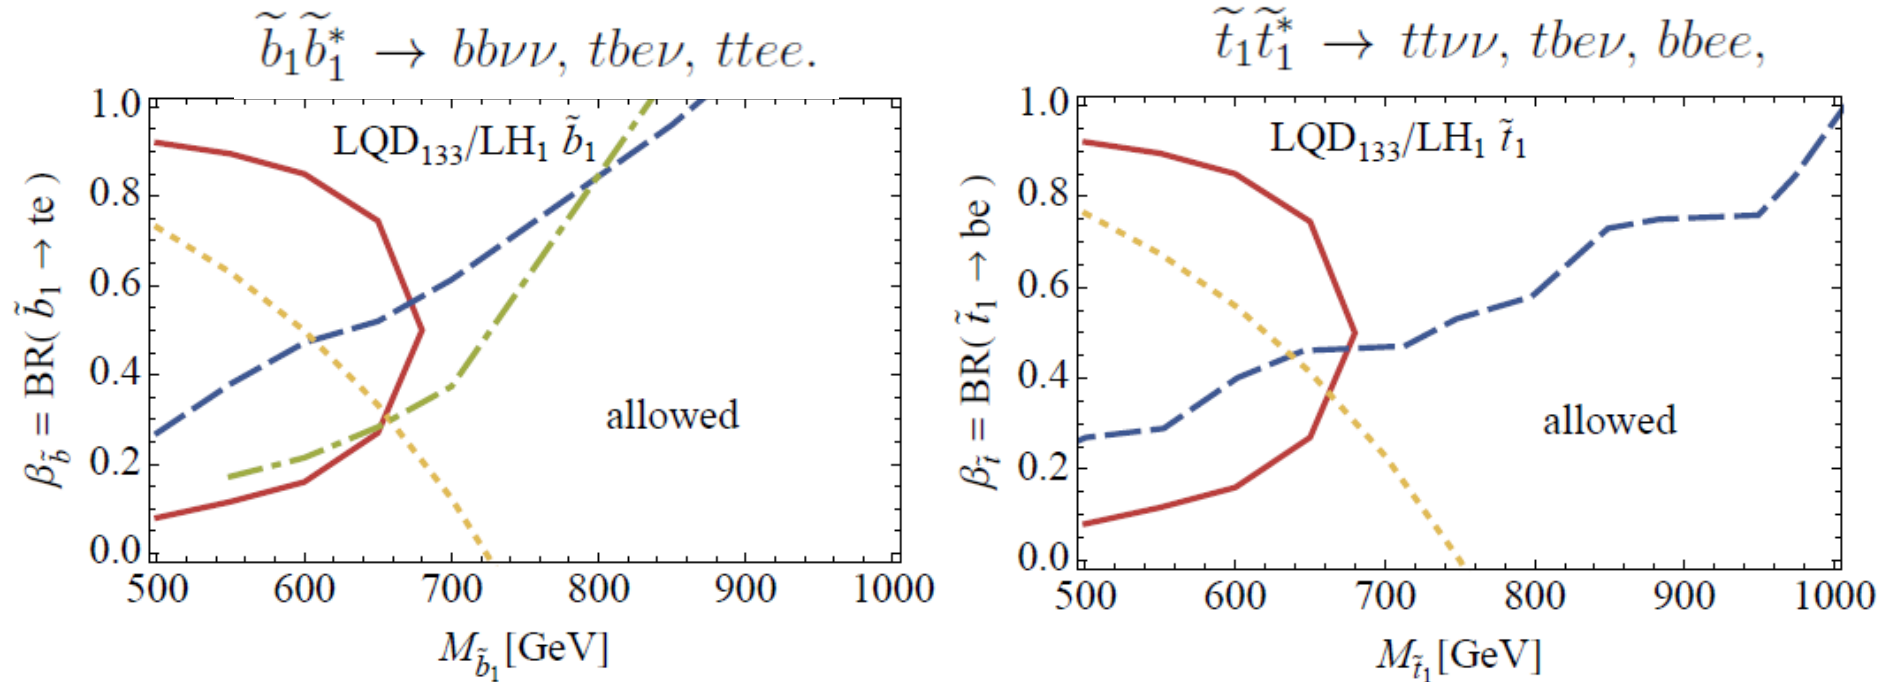 b̃₁b̃₁* → bbνν, tbeν, ttee.
1.0
0.8
0.6
0.4
0.2
0.0
β_b̃ = BR( b̃₁ → te )
LQD₁₃₃/LH₁ b̃₁
allowed
500 600 700 800 900 1000
M_b̃₁ [GeV]
t̃₁t̃₁* → ttνν, tbeν, bbee,
1.0
0.8
0.6
0.4
0.2
0.0
β_t̃ = BR( t̃₁ → be )
LQD₁₃₃/LH₁ t̃₁
allowed
500 600 700 800 900 1000
M_t̃₁ [GeV]